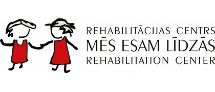 REHABILITĀCIJAS CENTRS
MĒS ESAM LĪDZĀS
REHABILITATION CENTER